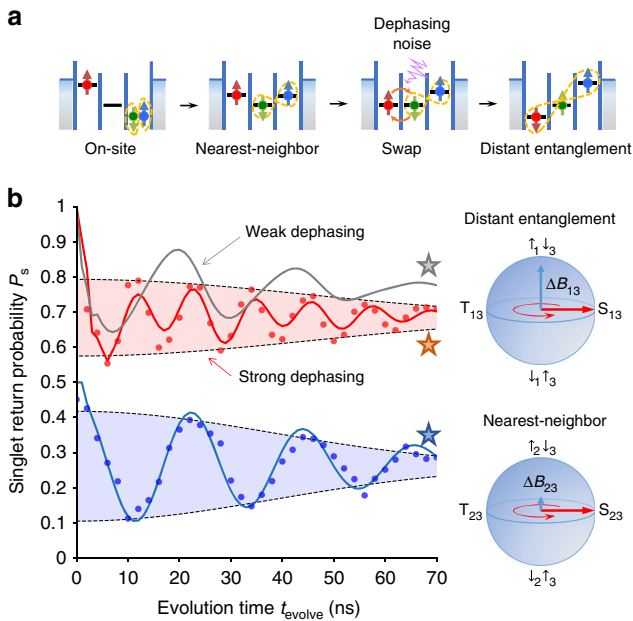 a
Dephasing
noise
On-site
Nearest-neighbor
Swap
Distant entanglement
b
Singlet return probability Pₛ
1
0.9
0.8
0.7
0.6
0.5
0.5
0.4
0.3
0.2
0.1
0
Weak dephasing
Strong dephasing
0
10
20
30
40
50
60
70
Evolution time t_evolve (ns)
Distant entanglement
↑₁↓₃
ΔB₁₃
T₁₃
S₁₃
↓₁↑₃
Nearest-neighbor
↑₂↓₃
ΔB₂₃
T₂₃
S₂₃
↓₂↑₃